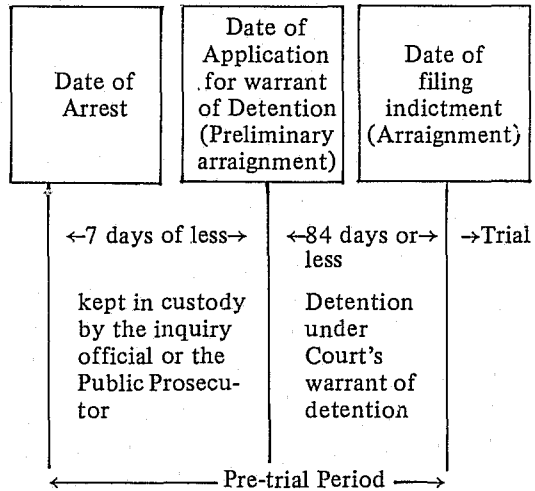 Date of
Arrest
Date of
Application
for warrant
of Detention
(Preliminary
arraignment)
Date of
filing
indictment
(Arraignment)
←7 days of less→
←84 days or→
less
→Trial
kept in custody
by the inquiry
official or the
Public Prosecu-
tor
Detention
under
Court's
warrant of
detention
Pre-trial Period